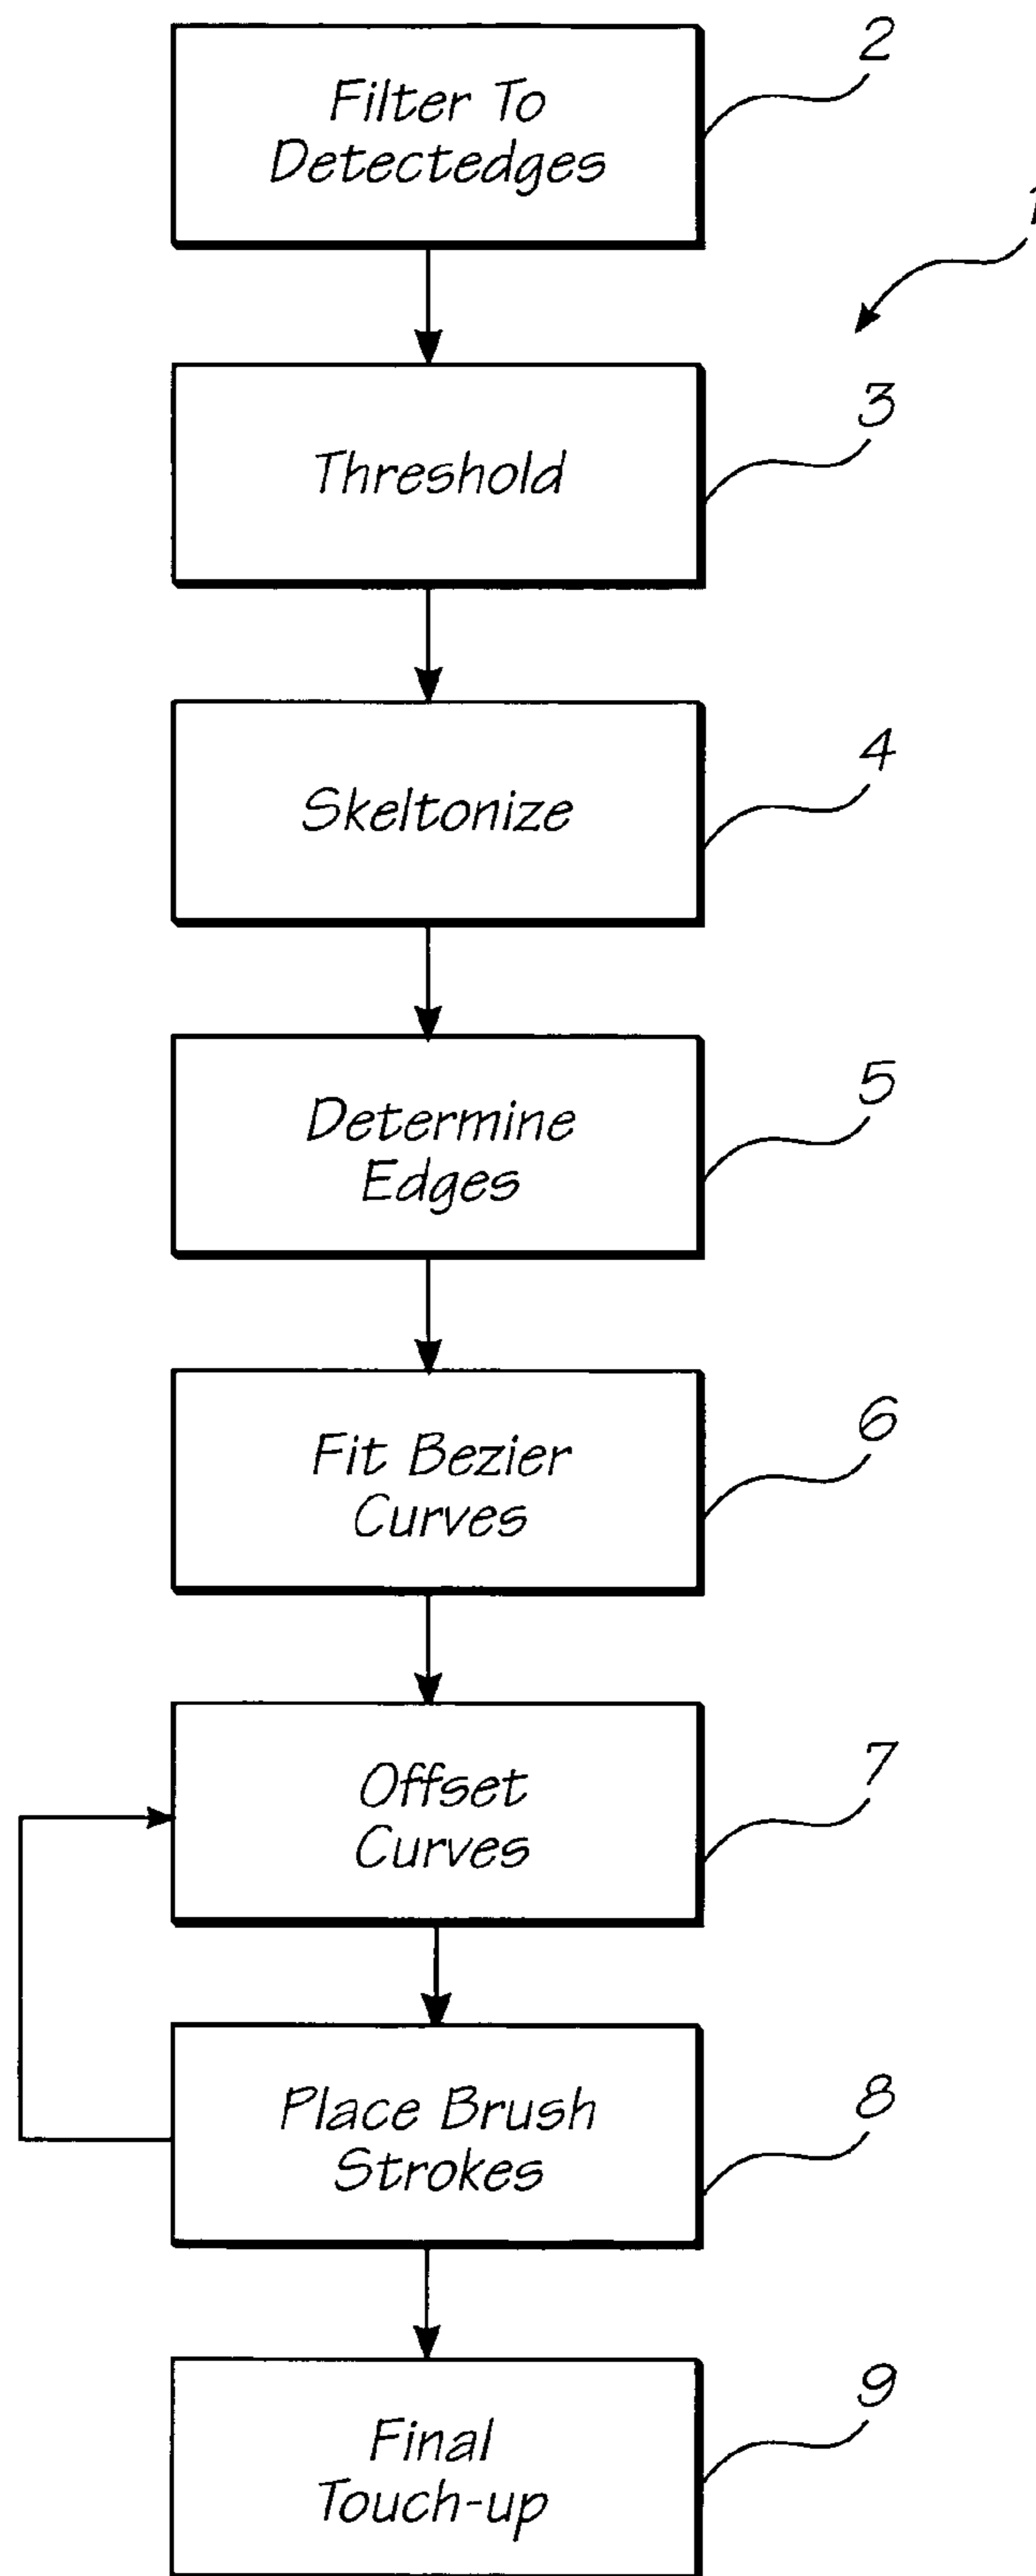 Filter To
Detectedges
2
1
Threshold
3
Skeltonize
4
Determine
Edges
5
Fit Bezier
Curves
6
Offset
Curves
7
Place Brush
Strokes
8
Final
Touch-up
9